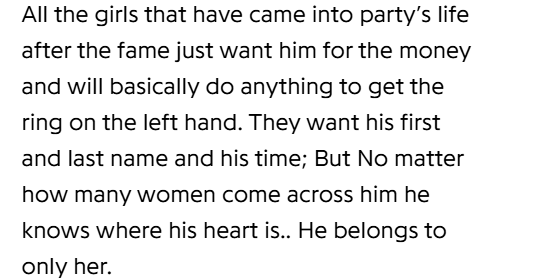 All the girls that have came into party’s life
after the fame just want him for the money
and will basically do anything to get the
ring on the left hand. They want his first
and last name and his time; But No matter
how many women come across him he
knows where his heart is.. He belongs to
only her.